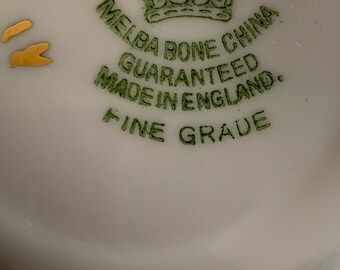 MELBA BONE CHINA
GUARANTEED
MADE IN ENGLAND.
FINE GRADE